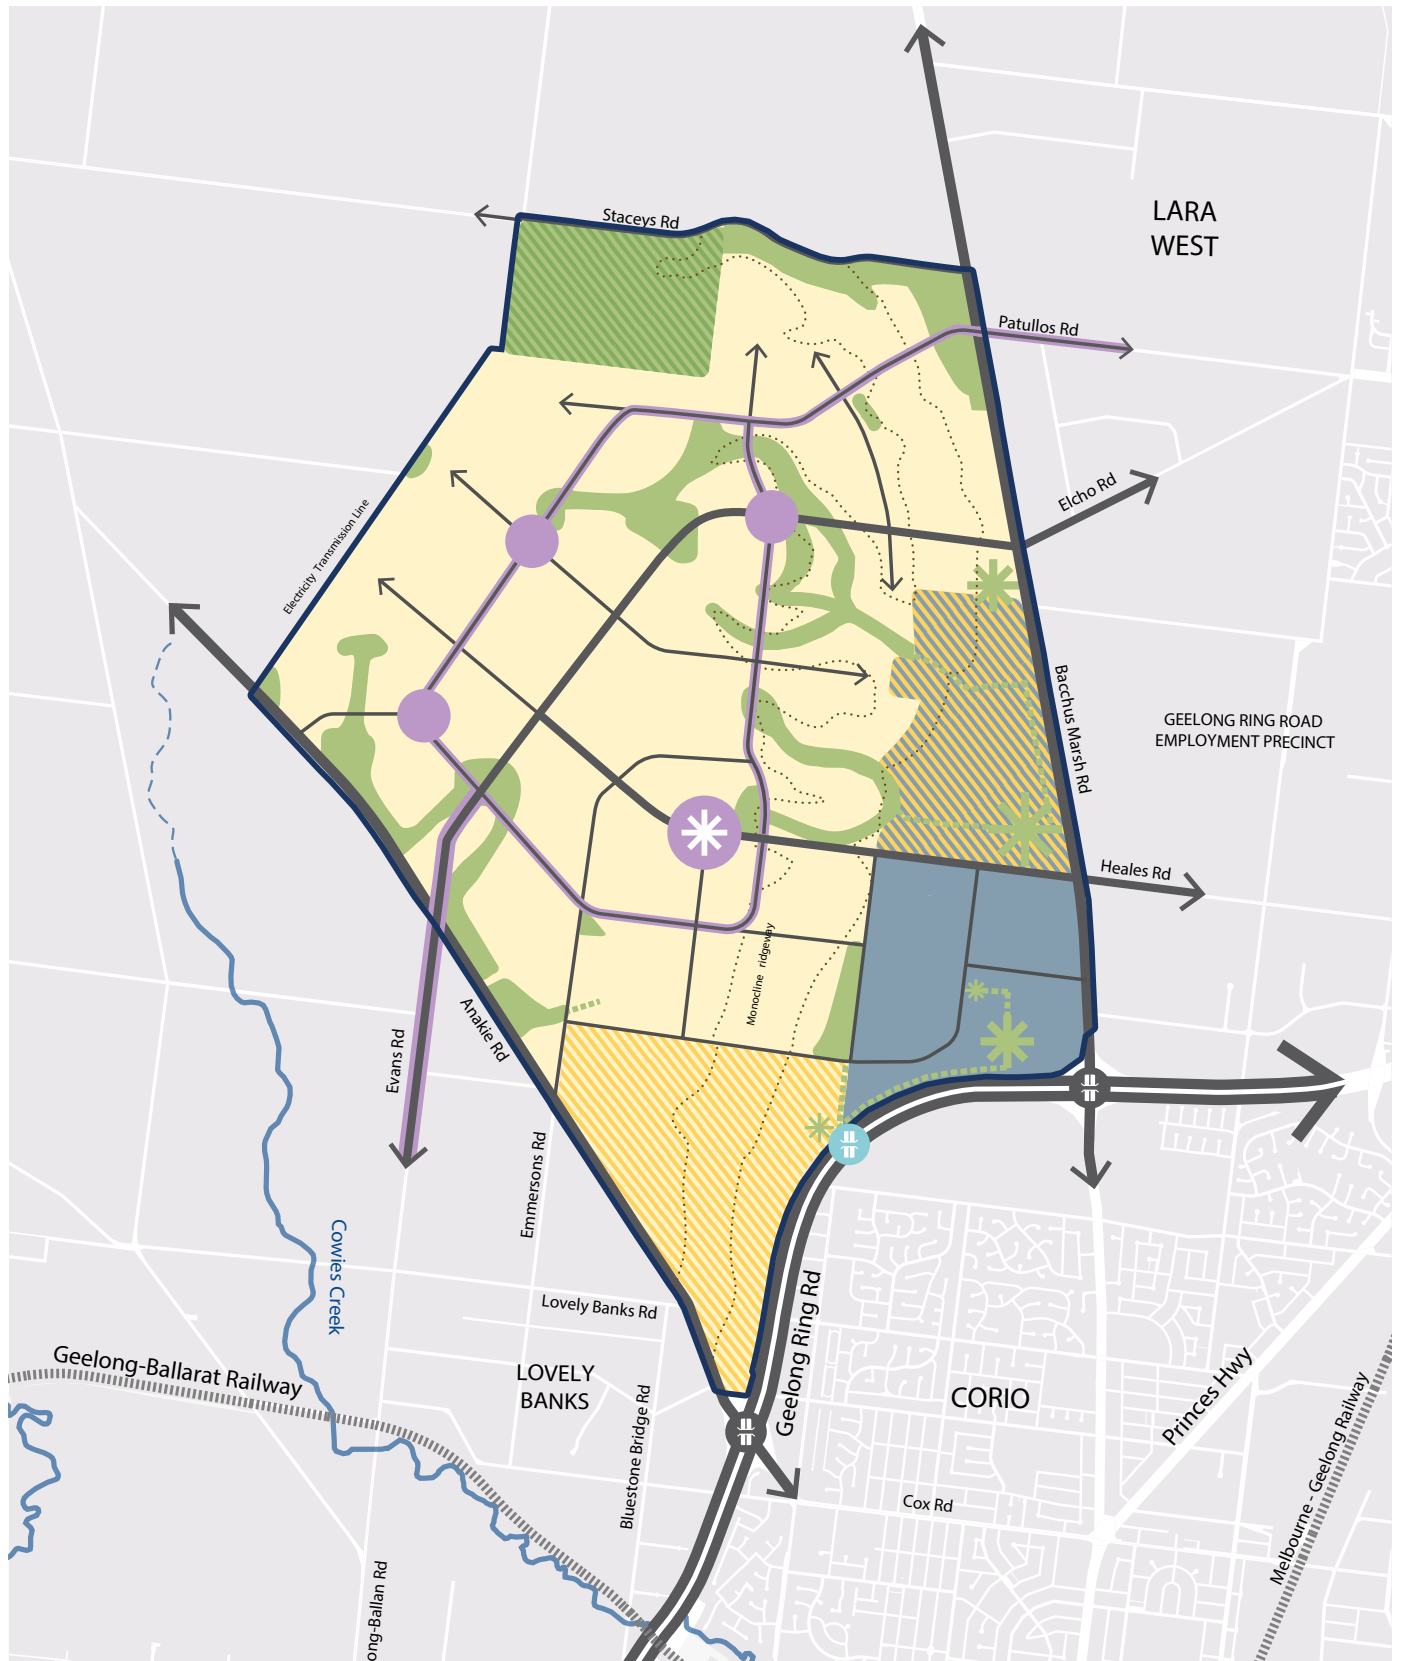 LARA
WEST
Staceys Rd
Patullos Rd
Elcho Rd
Electricity Transmission Line
Bacchus Marsh Rd
GEELONG RING ROAD
EMPLOYMENT PRECINCT
Heales Rd
Monocline ridgeway
Anakie Rd
Evans Rd
Emmersons Rd
Cowies Creek
Lovely Banks Rd
Geelong Ring Rd
Geelong-Ballarat Railway
LOVELY
BANKS
CORIO
Princes Hwy
Bluestone Bridge Rd
Cox Rd
Melbourne - Geelong Railway
ong-Ballan Rd